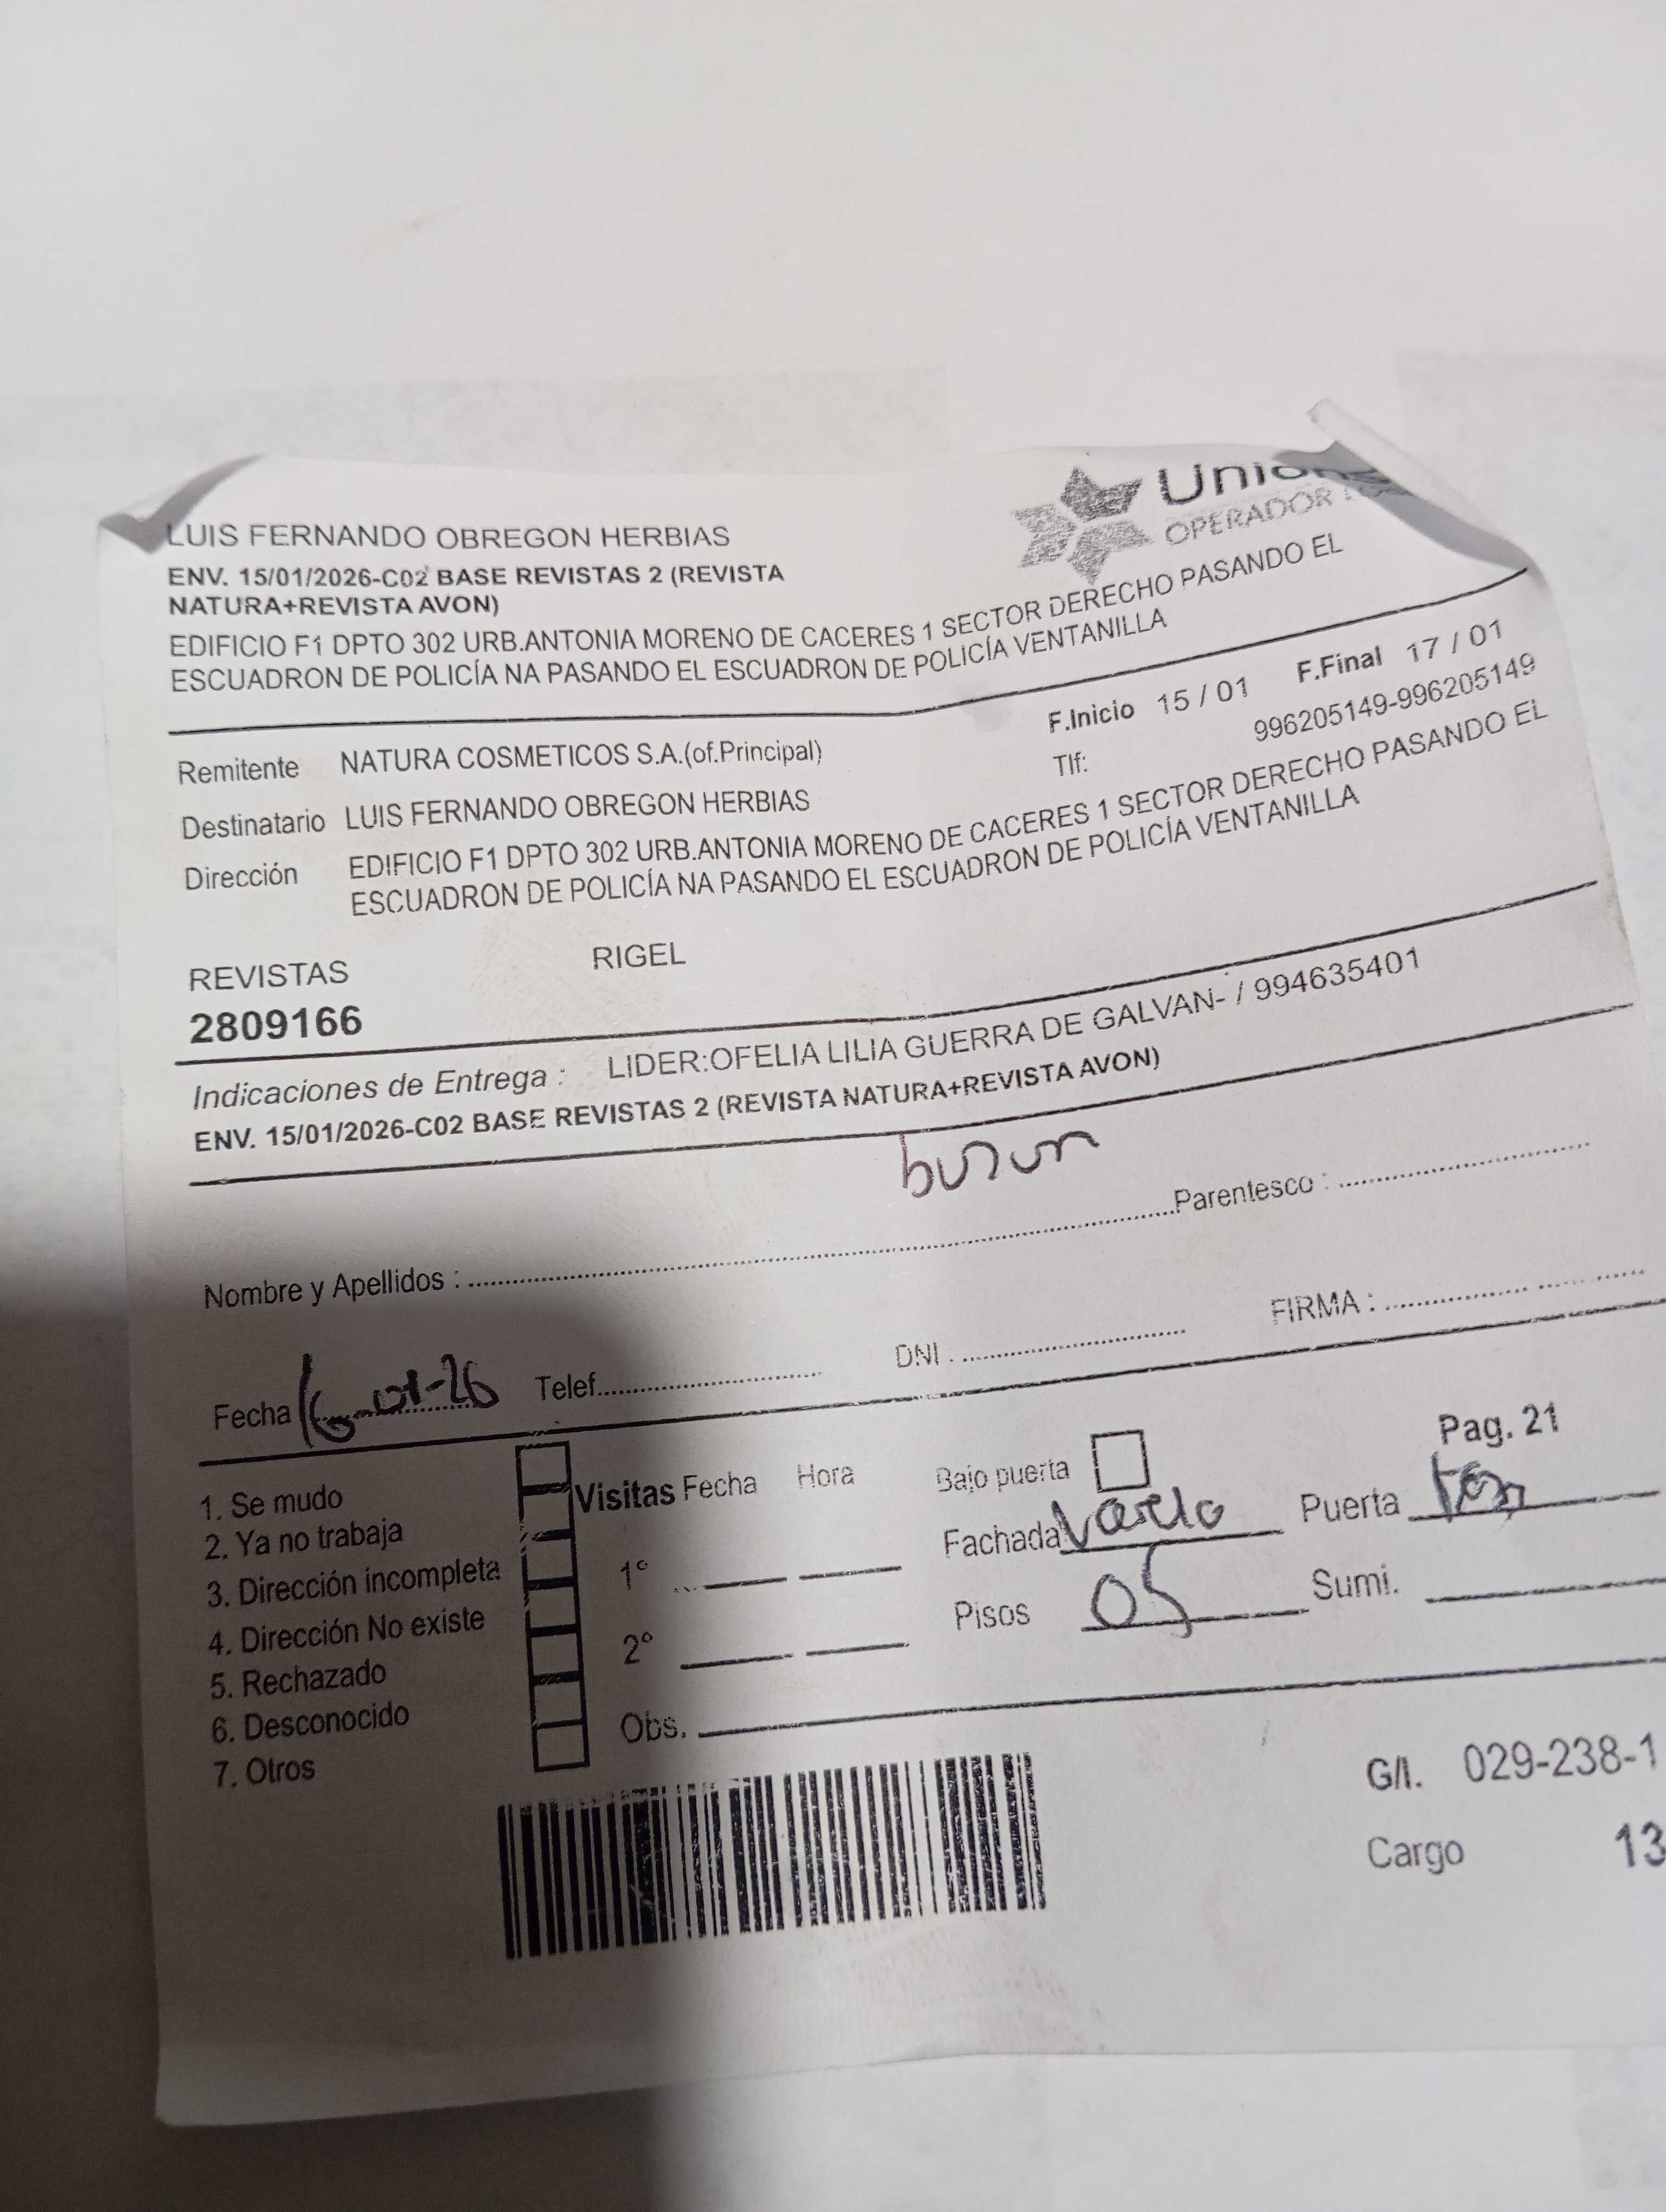 LUIS FERNANDO OBREGON HERBIAS
ENV. 15/01/2026-C02 BASE REVISTAS 2 (REVISTA
NATURA+REVISTA AVON)
EDIFICIO F1 DPTO 302 URB.ANTONIA MORENO DE CACERES 1 SECTOR DERECHO PASANDO EL
ESCUADRON DE POLICÍA NA PASANDO EL ESCUADRON DE POLICÍA VENTANILLA
OPERADOR
F.Inicio 15 / 01 F.Final 17 / 01
Remitente NATURA COSMETICOS S.A.(of.Principal)
Tlf: 996205149-996205149
Destinatario LUIS FERNANDO OBREGON HERBIAS
Dirección EDIFICIO F1 DPTO 302 URB.ANTONIA MORENO DE CACERES 1 SECTOR DERECHO PASANDO EL
ESCUADRON DE POLICÍA NA PASANDO EL ESCUADRON DE POLICÍA VENTANILLA
REVISTAS RIGEL
2809166
Indicaciones de Entrega : LIDER:OFELIA LILIA GUERRA DE GALVAN- / 994635401
ENV. 15/01/2026-C02 BASE REVISTAS 2 (REVISTA NATURA+REVISTA AVON)
Nombre y Apellidos : Parentesco :
Fecha 16-01-26 Telef. DNI . FIRMA :
Pag. 21
1. Se mudo
2. Ya no trabaja
3. Dirección incompleta
4. Dirección No existe
5. Rechazado
6. Desconocido
7. Otros
Visitas Fecha Hora
1°
2°
Obs.
Bajo puerta
Fachada Puerta
Pisos 05 Sumi.
G/I. 029-238-1
Cargo 13